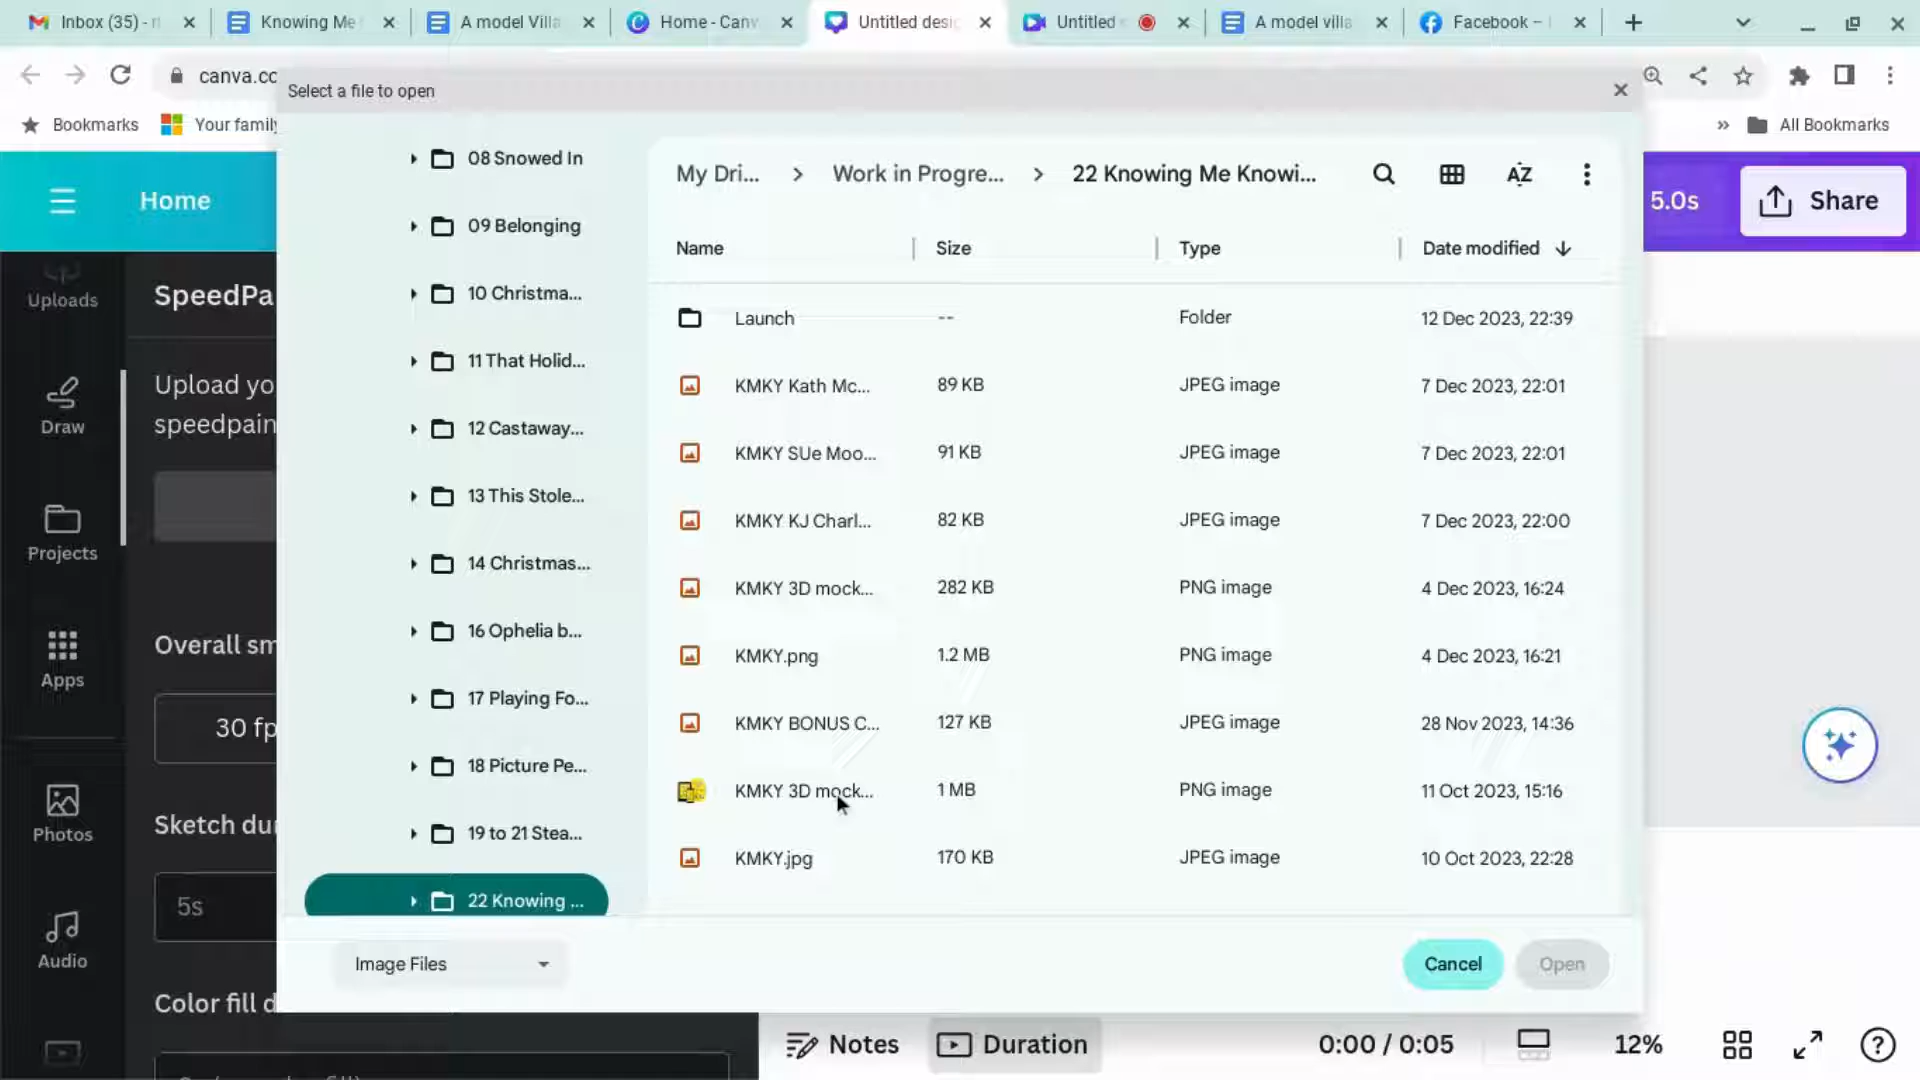 Inbox (35) - r
Knowing Me
A model Villa
Home - Canv
Untitled desi
Untitled
A model villa
Facebook –
canva.co
Bookmarks
Your family
All Bookmarks
Select a file to open
Home
5.0s
Share
Uploads
Draw
Projects
Apps
Photos
Audio
SpeedPa
Upload yo
speedpain
Overall sm
30 fp
Sketch du
5s
Color fill d
08 Snowed In
09 Belonging
10 Christma...
11 That Holid...
12 Castaway...
13 This Stole...
14 Christmas...
16 Ophelia b...
17 Playing Fo...
18 Picture Pe...
19 to 21 Stea...
22 Knowing ...
My Dri... > Work in Progre... > 22 Knowing Me Knowi...
Name Size Type Date modified
Launch -- Folder 12 Dec 2023, 22:39
KMKY Kath Mc... 89 KB JPEG image 7 Dec 2023, 22:01
KMKY SUe Moo... 91 KB JPEG image 7 Dec 2023, 22:01
KMKY KJ Charl... 82 KB JPEG image 7 Dec 2023, 22:00
KMKY 3D mock... 282 KB PNG image 4 Dec 2023, 16:24
KMKY.png 1.2 MB PNG image 4 Dec 2023, 16:21
KMKY BONUS C... 127 KB JPEG image 28 Nov 2023, 14:36
KMKY 3D mock... 1 MB PNG image 11 Oct 2023, 15:16
KMKY.jpg 170 KB JPEG image 10 Oct 2023, 22:28
Image Files
Cancel
Open
Notes
Duration
0:00 / 0:05
12%